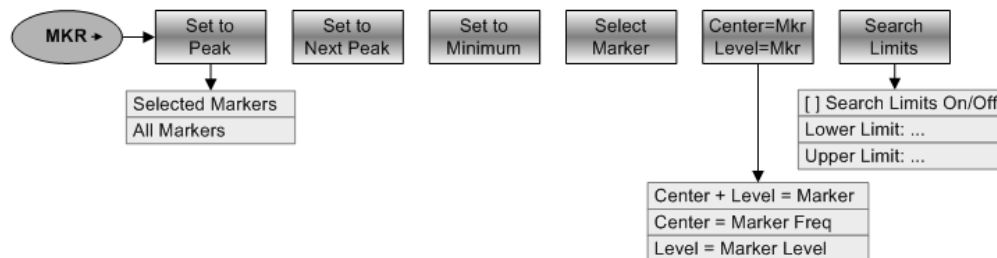 MKR →
Set to
Peak
Set to
Next Peak
Set to
Minimum
Select
Marker
Center=Mkr
Level=Mkr
Search
Limits
Selected Markers
All Markers
[ ] Search Limits On/Off
Lower Limit: ...
Upper Limit: ...
Center + Level = Marker
Center = Marker Freq
Level = Marker Level